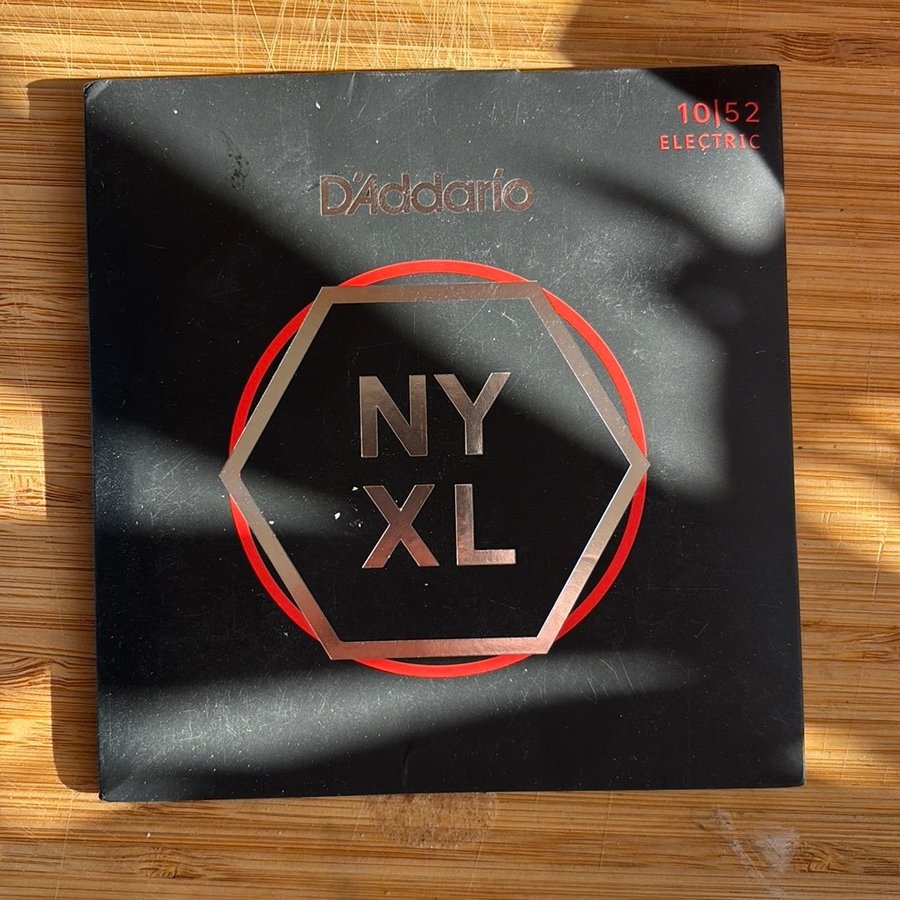 10|52
ELECTRIC
D'Addario
NY
XL